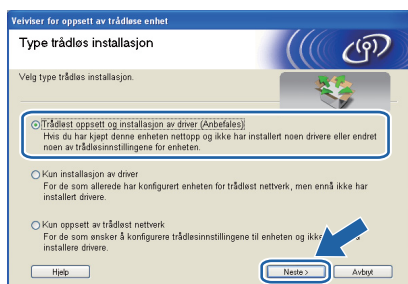 Veiviser for oppsett av trådløse enhet
Type trådløs installasjon
Velg type trådløs installasjon.
Trådløst oppsett og installasjon av driver (Anbefales)
Hvis du har kjøpt denne enheten nettopp og ikke har installert noen drivere eller endret
noen av trådløsinnstillingene for enheten.
Kun installasjon av driver
For de som allerede har konfigurert enheten for trådløst nettverk, men ennå ikke har
installert drivere.
Kun oppsett av trådløst nettverk
For de som ønsker å konfigurere trådløsinnstillingene til enheten og
installere drivere.
Hjelp
Neste >
Avbryt